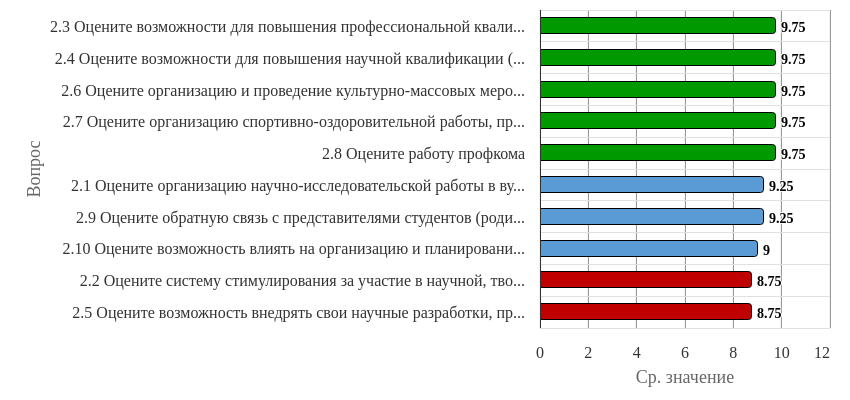 2.3 Оцените возможности для повышения профессиональной квали... 9.75
2.4 Оцените возможности для повышения научной квалификации (... 9.75
2.6 Оцените организацию и проведение культурно-массовых меро... 9.75
2.7 Оцените организацию спортивно-оздоровительной работы, пр... 9.75
2.8 Оцените работу профкома 9.75
2.1 Оцените организацию научно-исследовательской работы в ву... 9.25
2.9 Оцените обратную связь с представителями студентов (роди... 9.25
2.10 Оцените возможность влиять на организацию и планировани... 9
2.2 Оцените систему стимулирования за участие в научной, тво... 8.75
2.5 Оцените возможность внедрять свои научные разработки, пр... 8.75
Вопрос
0 2 4 6 8 10 12
Ср. значение